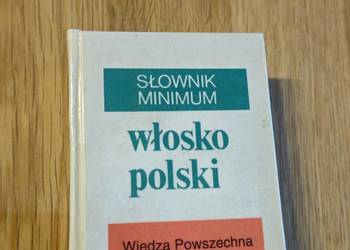 SŁOWNIK
MINIMUM
włosko
polski
Wiedza Powszechna